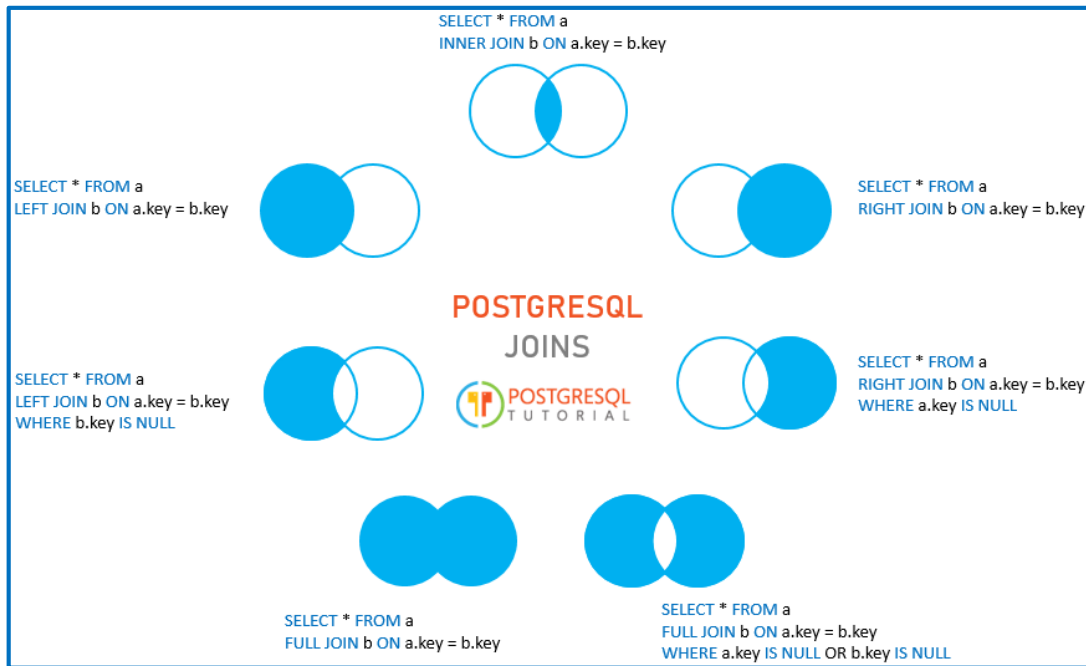 SELECT * FROM a
INNER JOIN b ON a.key = b.key
SELECT * FROM a
LEFT JOIN b ON a.key = b.key
SELECT * FROM a
RIGHT JOIN b ON a.key = b.key
POSTGRESQL
JOINS
POSTGRESQL
TUTORIAL
SELECT * FROM a
LEFT JOIN b ON a.key = b.key
WHERE b.key IS NULL
SELECT * FROM a
RIGHT JOIN b ON a.key = b.key
WHERE a.key IS NULL
SELECT * FROM a
FULL JOIN b ON a.key = b.key
SELECT * FROM a
FULL JOIN b ON a.key = b.key
WHERE a.key IS NULL OR b.key IS NULL